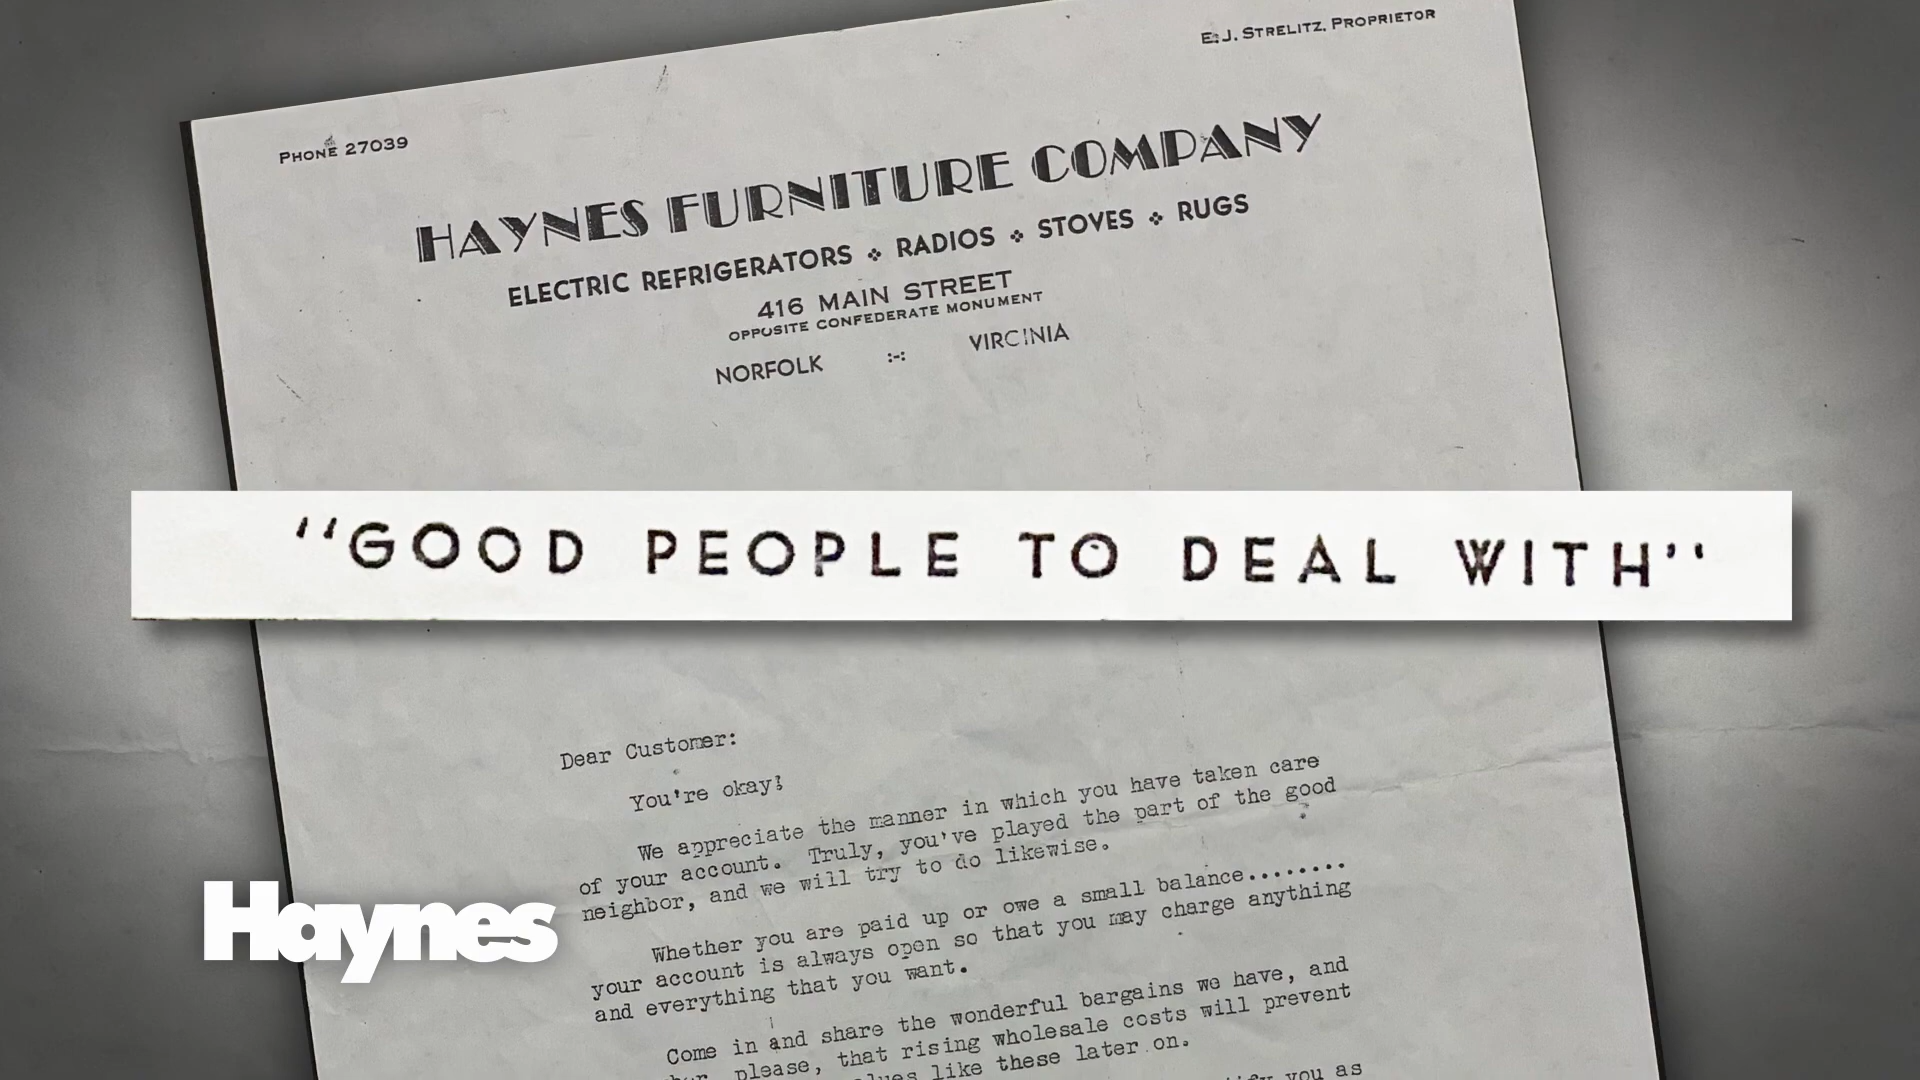 E. J. STRELITZ, PROPRIETOR
PHONE 27039
HAYNES FURNITURE COMPANY
ELECTRIC REFRIGERATORS ❖ RADIOS ❖ STOVES ❖ RUGS
416 MAIN STREET
OPPOSITE CONFEDERATE MONUMENT
NORFOLK :-: VIRGINIA
"GOOD PEOPLE TO DEAL WITH"
Dear Customer:
You're okay!
We appreciate the manner in which you have taken care
of your account. Truly, you've played the part of the good
neighbor, and we will try to do likewise.
Whether you are paid up or owe a small balance........
your account is always open so that you may charge anything
and everything that you want.
Come in and share the wonderful bargains we have, and
please, that rising wholesale costs will prevent
like these later on.
you as
Haynes